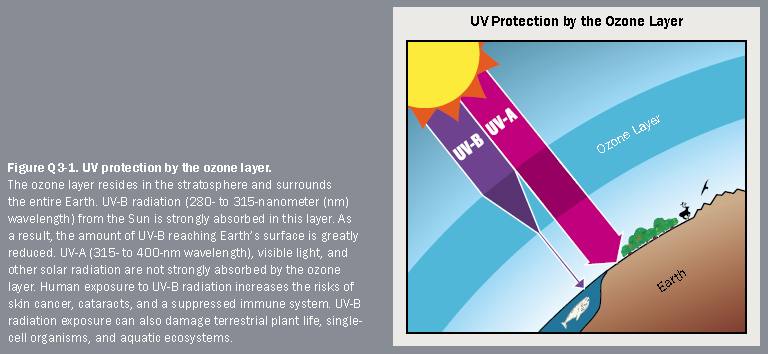 UV Protection by the Ozone Layer
UV-B
UV-A
Ozone Layer
Earth
Figure Q3-1. UV protection by the ozone layer.
The ozone layer resides in the stratosphere and surrounds
the entire Earth. UV-B radiation (280- to 315-nanometer (nm)
wavelength) from the Sun is strongly absorbed in this layer. As
a result, the amount of UV-B reaching Earth's surface is greatly
reduced. UV-A (315- to 400-nm wavelength), visible light, and
other solar radiation are not strongly absorbed by the ozone
layer. Human exposure to UV-B radiation increases the risks of
skin cancer, cataracts, and a suppressed immune system. UV-B
radiation exposure can also damage terrestrial plant life, single-
cell organisms, and aquatic ecosystems.